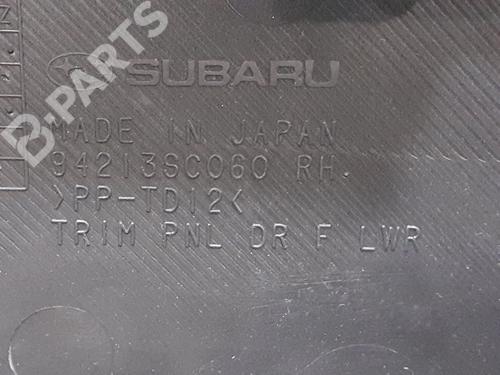 SUBARU
MADE IN JAPAN
94213SC060 RH
>PP-TD12<
TRIM PNL DR F LWR
B-PARTS